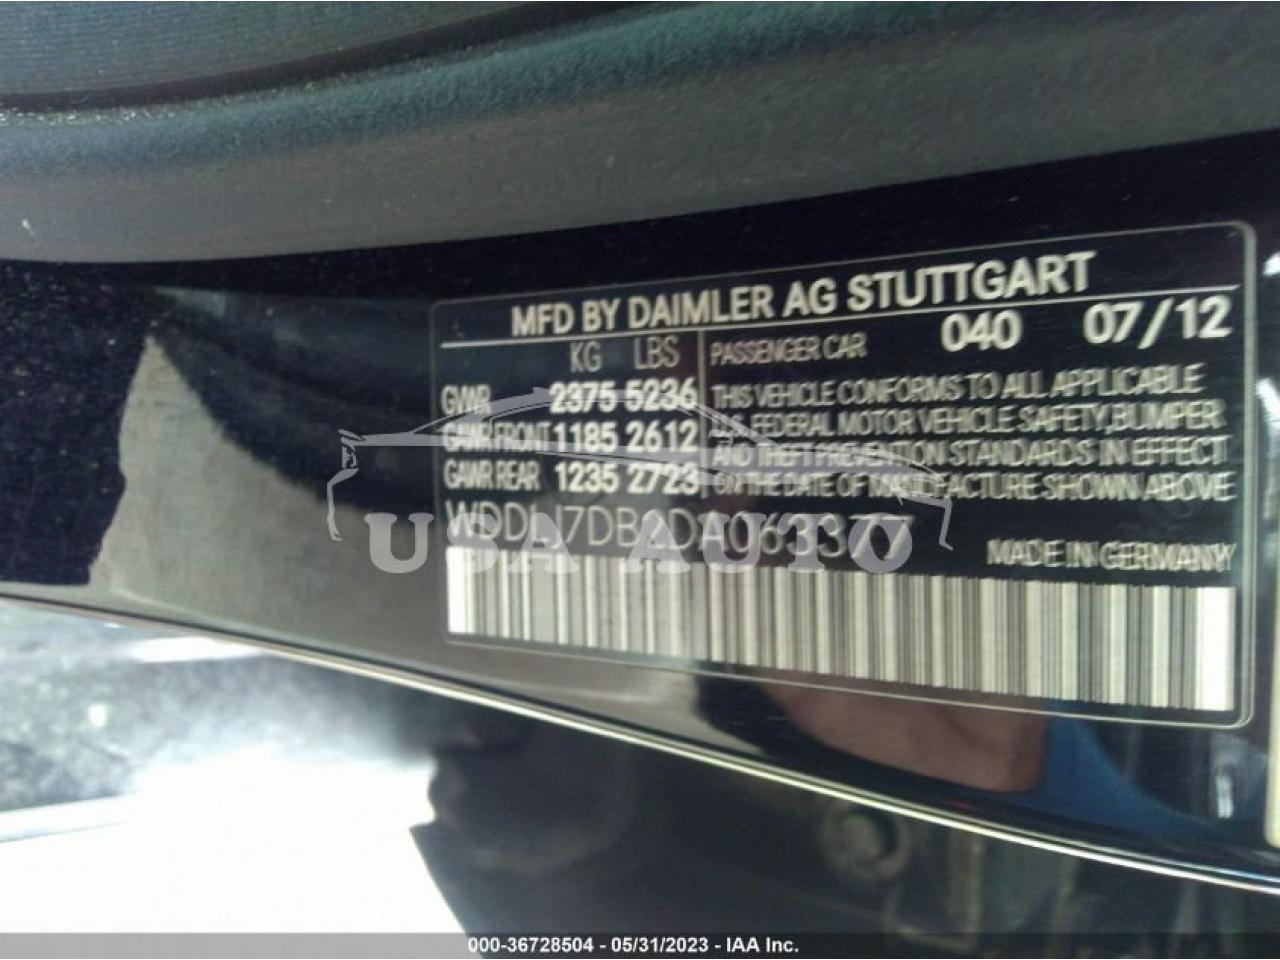 MFD BY DAIMLER AG STUTTGART
KG LBS PASSENGER CAR 040 07/12
GVWR 2375 5236 THIS VEHICLE CONFORMS TO ALL APPLICABLE
GAWR FRONT 1185 2612 U.S. FEDERAL MOTOR VEHICLE SAFETY, BUMPER
GAWR REAR 1235 2723 AND THEFT PREVENTION STANDARDS IN EFFECT
ON THE DATE OF MANUFACTURE SHOWN ABOVE
MADE IN GERMANY
USA AUTO
000-36728504 - 05/31/2023 - IAA Inc.